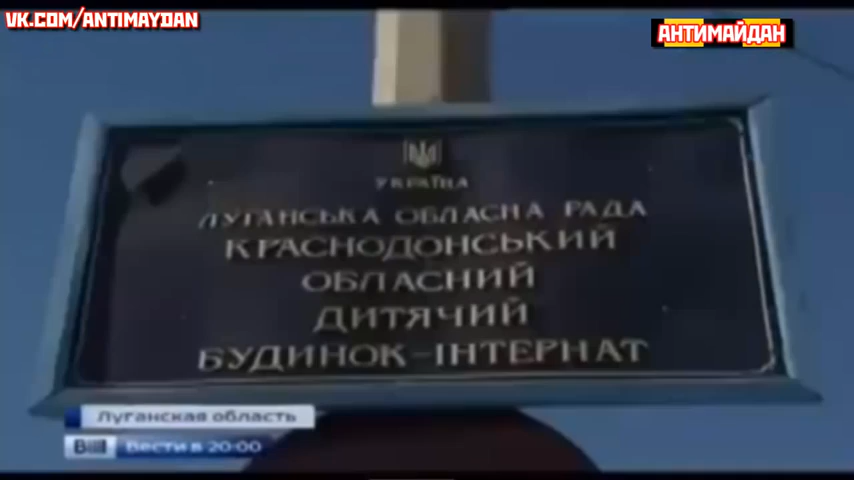 VK.COM/ANTIMAYDAN
АНТИМАЙДАН
УКРАЇНА
ЛУГАНСЬКА ОБЛАСНА РАДА
КРАСНОДОНСЬКИЙ
ОБЛАСНИЙ
ДИТЯЧИЙ
БУДИНОК-ІНТЕРНАТ
Луганская область
Вести в 20:00